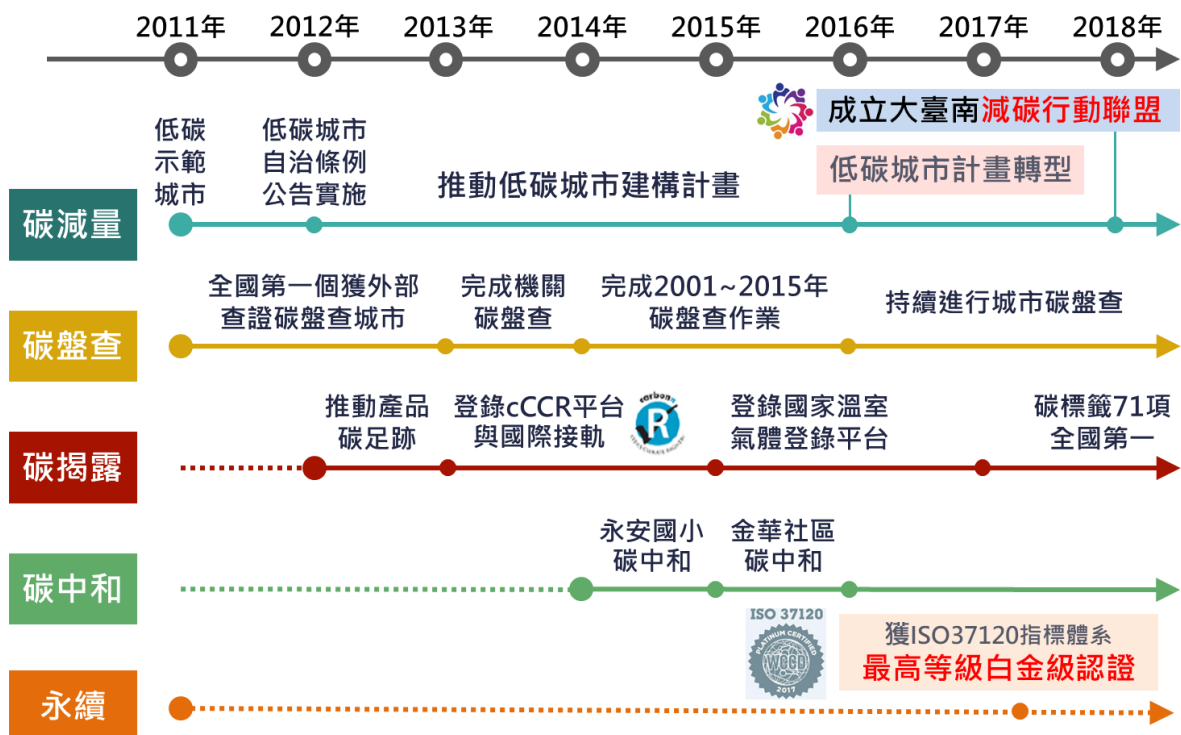 2011年 2012年 2013年 2014年 2015年 2016年 2017年 2018年
成立大臺南減碳行動聯盟
低碳城市計畫轉型
低碳
示範
城市
低碳城市
自治條例
公告實施
推動低碳城市建構計畫
碳減量
全國第一個獲外部
查證碳盤查城市
完成機關
碳盤查
完成2001~2015年
碳盤查作業
持續進行城市碳盤查
碳盤查
推動產品
碳足跡
登錄cCCR平台
與國際接軌
carbonn
R
登錄國家溫室
氣體登錄平台
碳標籤71項
全國第一
碳揭露
永安國小
碳中和
金華社區
碳中和
碳中和
ISO 37120
PLATINUM CERTIFIED
WCCD
2017
獲ISO37120指標體系
最高等級白金級認證
永續